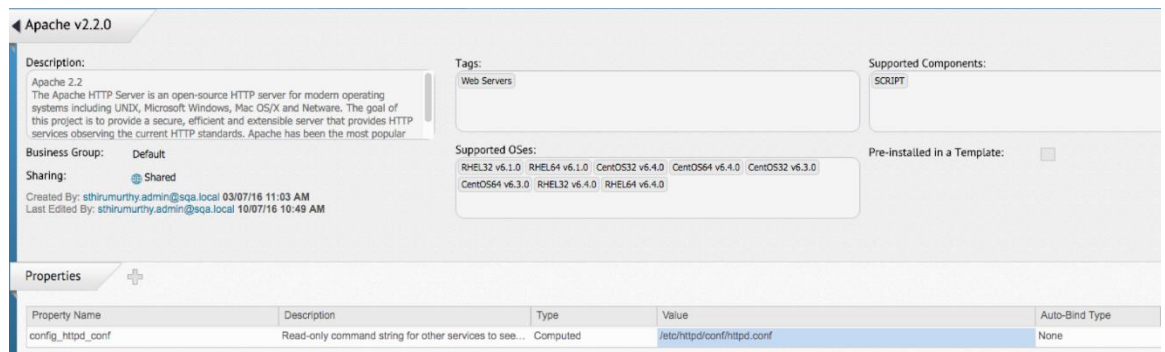 Apache v2.2.0
Description:
Apache 2.2
The Apache HTTP Server is an open-source HTTP server for modern operating
systems including UNIX, Microsoft Windows, Mac OS/X and Netware. The goal of
this project is to provide a secure, efficient and extensible server that provides HTTP
services observing the current HTTP standards. Apache has been the most popular
Business Group: Default
Sharing: Shared
Created By: sthirumurthy.admin@sqa.local 03/07/16 11:03 AM
Last Edited By: sthirumurthy.admin@sqa.local 10/07/16 10:49 AM
Tags:
Web Servers
Supported OSes:
RHEL32 v6.1.0 RHEL64 v6.1.0 CentOS32 v6.4.0 CentOS64 v6.4.0 CentOS32 v6.3.0
CentOS64 v6.3.0 RHEL32 v6.4.0 RHEL64 v6.4.0
Supported Components:
SCRIPT
Pre-installed in a Template:
Properties
Property Name Description Type Value Auto-Bind Type
config_httpd_conf Read-only command string for other services to see... Computed /etc/httpd/conf/httpd.conf None